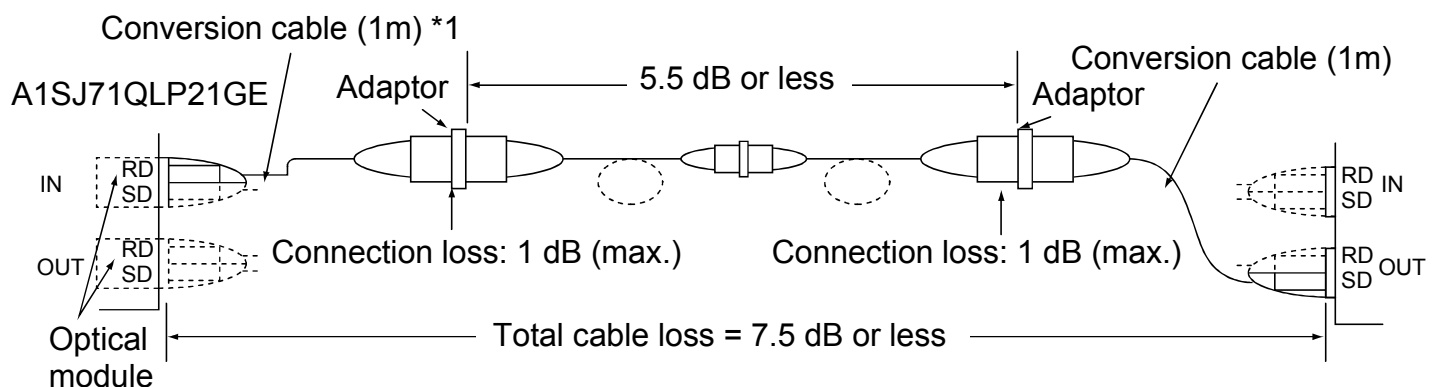 Conversion cable (1m) *1
A1SJ71QLP21GE
Adaptor
5.5 dB or less
Adaptor
Conversion cable (1m)
IN
RD
SD
RD
SD
IN
Connection loss: 1 dB (max.)
Connection loss: 1 dB (max.)
OUT
RD
SD
RD
SD
OUT
Optical
module
Total cable loss = 7.5 dB or less